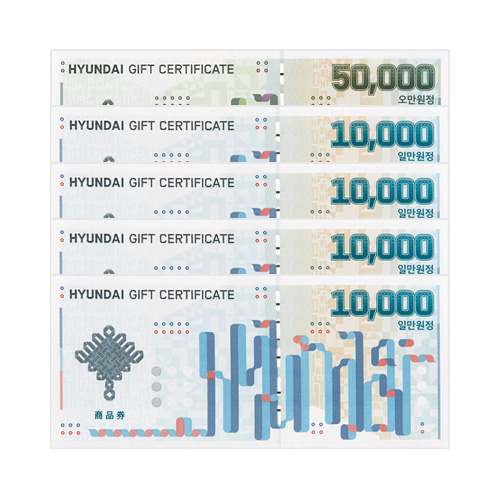 HYUNDAI GIFT CERTIFICATE
50,000
오만원정
HYUNDAI GIFT CERTIFICATE
10,000
일만원정
HYUNDAI GIFT CERTIFICATE
10,000
일만원정
HYUNDAI GIFT CERTIFICATE
10,000
일만원정
HYUNDAI GIFT CERTIFICATE
10,000
일만원정
商品券